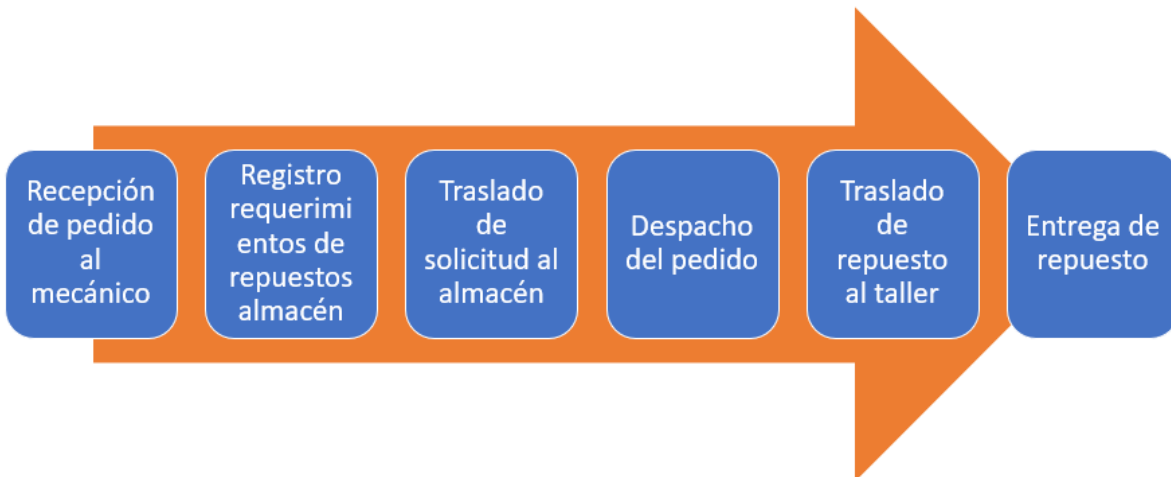 Recepción
de pedido
al
mecánico
Registro
requerimi
entos de
repuestos
almacén
Traslado
de
solicitud al
almacén
Despacho
del pedido
Traslado
de
repuesto
al taller
Entrega de
repuesto